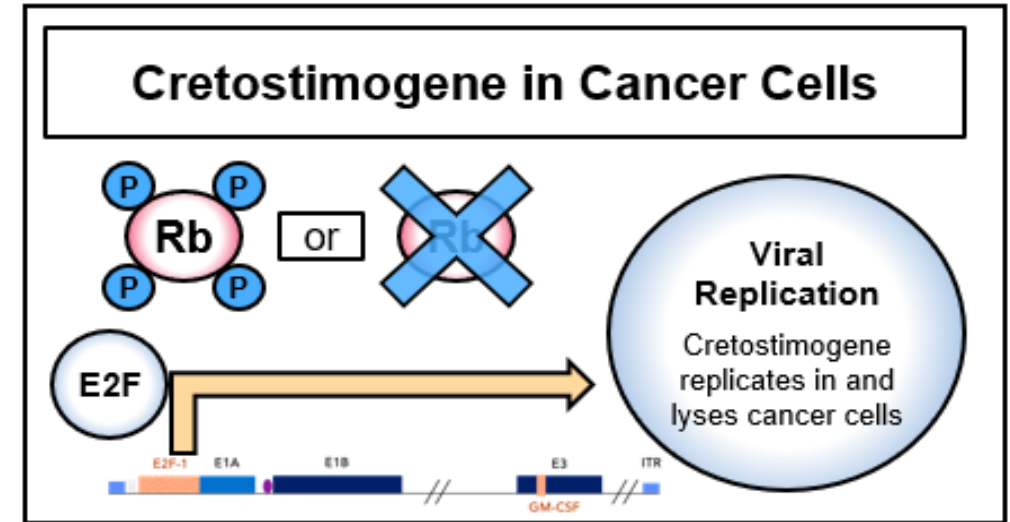 Cretostimogene in Cancer Cells
P P
Rb or Rb
P P
Viral
Replication
Cretostimogene
replicates in and
lyses cancer cells
E2F
E2F-1 E1A E1B E3 ITR
GM-CSF